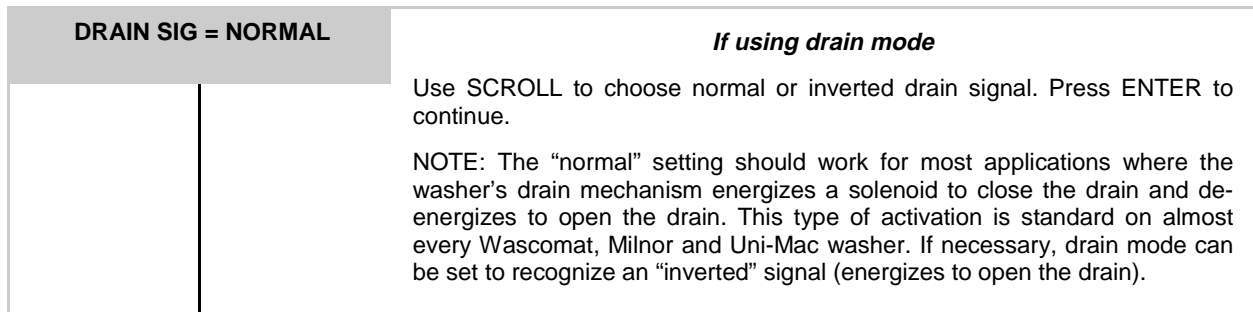 DRAIN SIG = NORMAL
If using drain mode
Use SCROLL to choose normal or inverted drain signal. Press ENTER to
continue.
NOTE: The “normal” setting should work for most applications where the
washer’s drain mechanism energizes a solenoid to close the drain and de-
energizes to open the drain. This type of activation is standard on almost
every Wascomat, Milnor and Uni-Mac washer. If necessary, drain mode can
be set to recognize an “inverted” signal (energizes to open the drain).